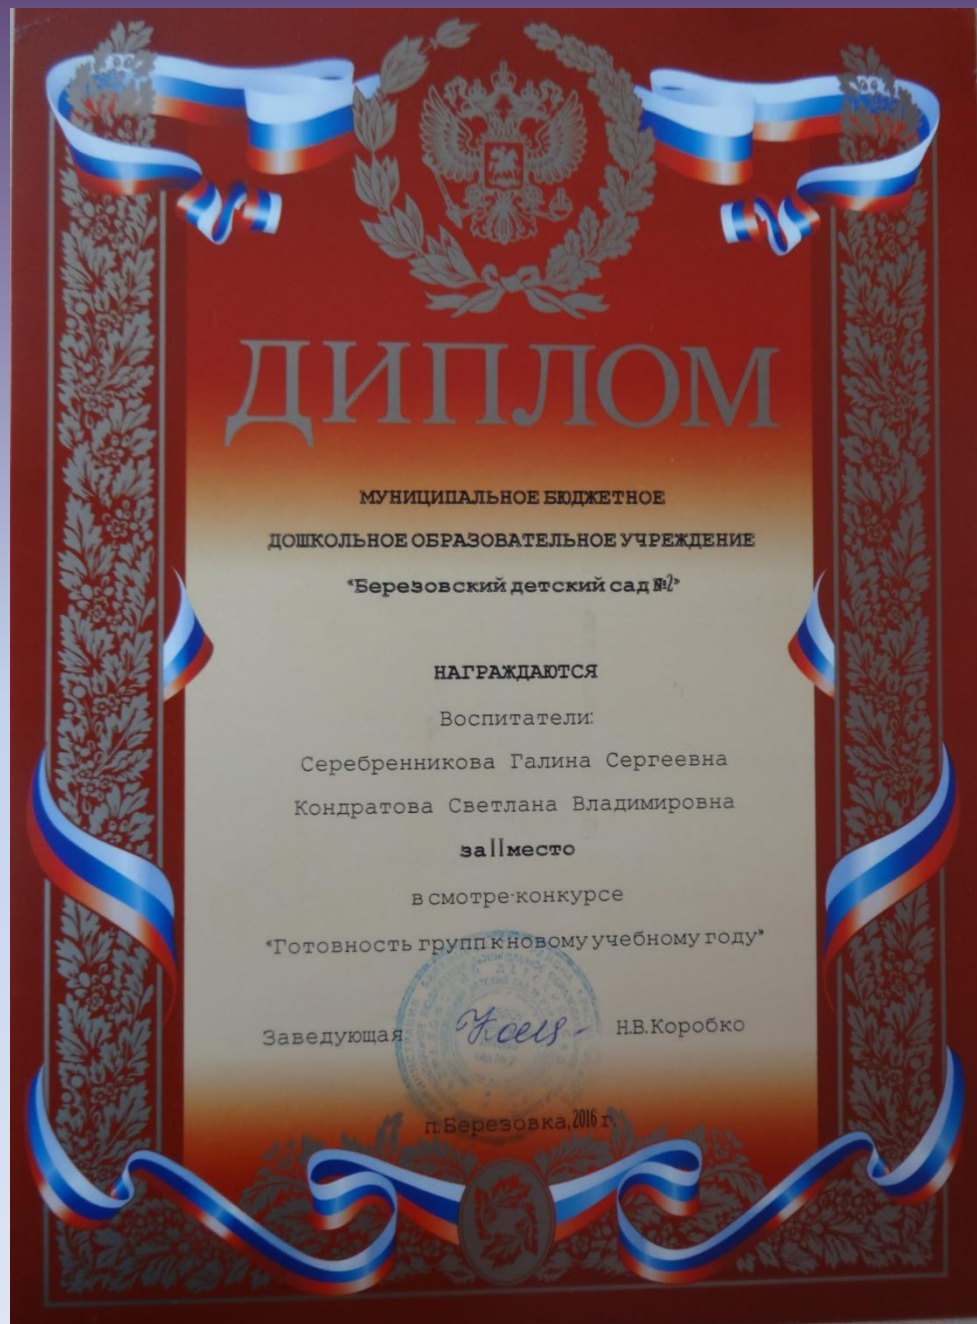 ДИПЛОМ
МУНИЦИПАЛЬНОЕ БЮДЖЕТНОЕ
ДОШКОЛЬНОЕ ОБРАЗОВАТЕЛЬНОЕ УЧРЕЖДЕНИЕ
"Березовский детский сад №2"
НАГРАЖДАЮТСЯ
Воспитатели:
Серебренникова Галина Сергеевна
Кондратова Светлана Владимировна
за II место
в смотре-конкурсе
"Готовность групп к новому учебному году"
Заведующая Н.В.Коробко
п.Березовка, 2016 г.